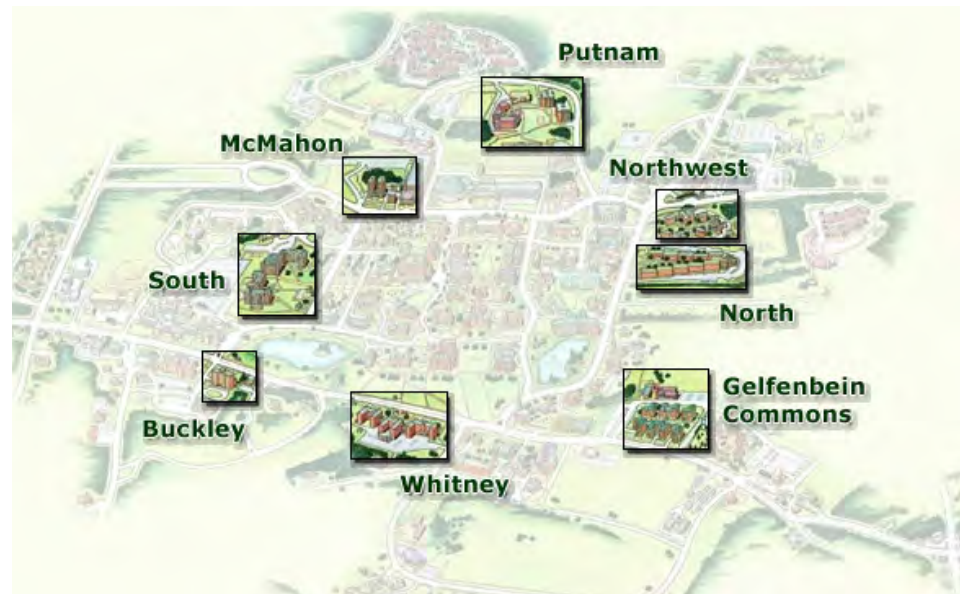 Putnam
McMahon
Northwest
South
North
Gelfenbein
Commons
Buckley
Whitney